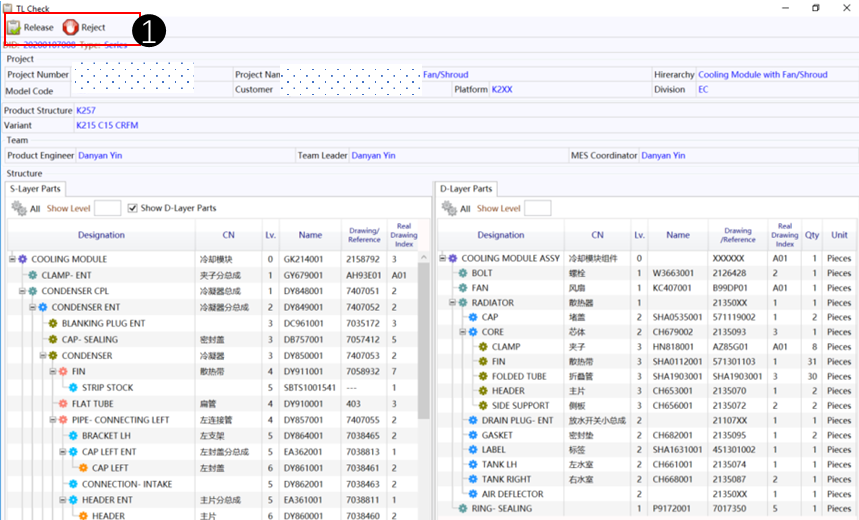 TL Check
Release Reject 1
DID: 20200107008 Type: Series
Project
Project Number Project Nam Fan/Shroud Hirerarchy Cooling Module with Fan/Shroud
Model Code Customer Platform K2XX Division EC
Product Structure K257
Variant K215 C15 CRFM
Team
Product Engineer Danyan Yin Team Leader Danyan Yin MES Coordinator Danyan Yin
Structure
S-Layer Parts
All Show Level Show D-Layer Parts
Designation CN Lv. Name Drawing/ Reference Real Drawing Index
COOLING MODULE 冷却模块 0 GK214001 2158792 3
CLAMP- ENT 夹子分总成 1 GY679001 AH93E01 A01
CONDENSER CPL 冷凝器总成 1 DY848001 7407051 2
CONDENSER ENT 冷凝器分总成 2 DY849001 7407052 2
BLANKING PLUG ENT 3 DC961001 7035172 3
CAP- SEALING 密封盖 3 DB757001 7057412 5
CONDENSER 冷凝器 3 DY850001 7407053 2
FIN 散热带 4 DY911001 7058932 7
STRIP STOCK 5 SBTS1001541 --- 1
FLAT TUBE 扁管 4 DY910001 403 3
PIPE- CONNECTING LEFT 左连接管 4 DY857001 7407055 2
BRACKET LH 左支架 5 DY864001 7038465 2
CAP LEFT ENT 左封盖分总成 5 EA362001 7038813 1
CAP LEFT 左封盖 6 DY861001 7038461 2
CONNECTION- INTAKE 5 DY862001 7038463 2
HEADER ENT 主片分总成 5 EA361001 7038811 1
HEADER 主片 6 DY860001 7038460 2
D-Layer Parts
All Show Level
Designation CN Lv. Name Drawing /Reference Real Drawing Index Qty Unit
COOLING MODULE ASSY 冷却模块组件 0 XXXXXX A01 1 Pieces
BOLT 螺栓 1 W3663001 2126428 2 1 Pieces
FAN 风扇 1 KC407001 B99DP01 A01 1 Pieces
RADIATOR 散热器 1 21350XX 1 1 Pieces
CAP 堵盖 2 SHA0535001 571119002 1 2 Pieces
CORE 芯体 2 CH679002 2135093 3 1 Pieces
CLAMP 夹子 3 HN818001 AZ85G01 A01 8 Pieces
FIN 散热带 3 SHA0112001 571301103 1 31 Pieces
FOLDED TUBE 折叠管 3 SHA1903001 SHA1903001 3 30 Pieces
HEADER 主片 3 CH653001 2135070 1 2 Pieces
SIDE SUPPORT 侧板 3 CH656001 2135072 2 2 Pieces
DRAIN PLUG- ENT 放水开关小总成 2 21107XX 1 1 Pieces
GASKET 密封垫 2 CH682001 2135095 1 2 Pieces
LABEL 标签 2 SHA1631001 451301002 1 1 Pieces
TANK LH 左水室 2 CH661001 2135074 1 1 Pieces
TANK RIGHT 右水室 2 CH668001 2135087 2 1 Pieces
AIR DEFLECTOR 2 21350XX 1 1 Pieces
RING- SEALING 1 P9172001 7017350 5 1 Pieces